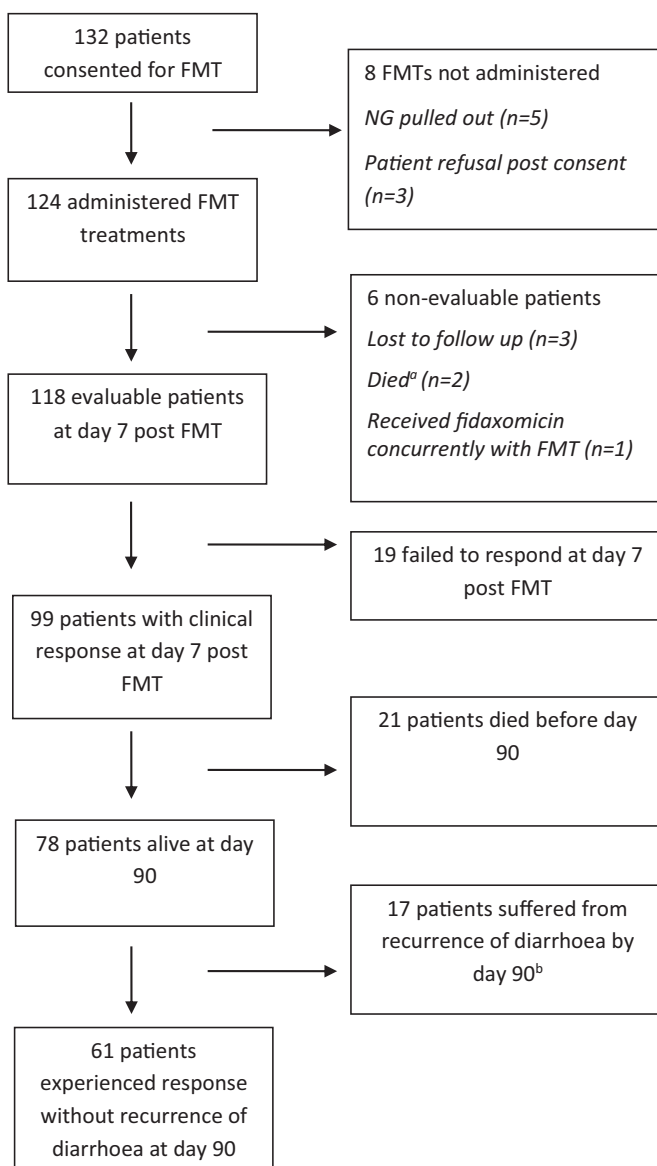 132 patients
consented for FMT
8 FMTs not administered
NG pulled out (n=5)
Patient refusal post consent
(n=3)
124 administered FMT
treatments
6 non-evaluable patients
Lost to follow up (n=3)
Diedᵃ (n=2)
Received fidaxomicin
concurrently with FMT (n=1)
118 evaluable patients
at day 7 post FMT
19 failed to respond at day 7
post FMT
99 patients with clinical
response at day 7 post
FMT
21 patients died before day
90
78 patients alive at day
90
17 patients suffered from
recurrence of diarrhoea by
day 90ᵇ
61 patients
experienced response
without recurrence of
diarrhoea at day 90